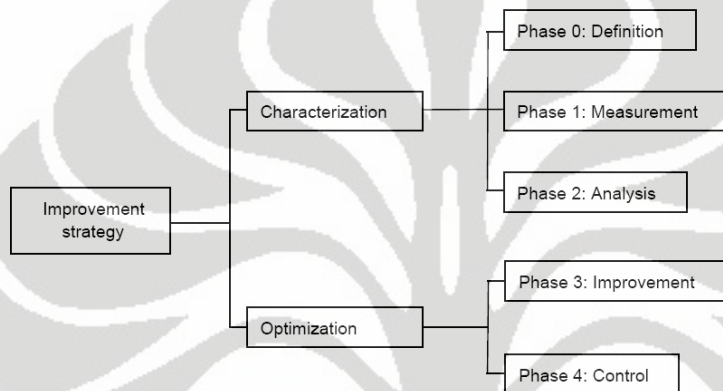 Phase 0: Definition
Characterization
Phase 1: Measurement
Phase 2: Analysis
Improvement
strategy
Phase 3: Improvement
Optimization
Phase 4: Control